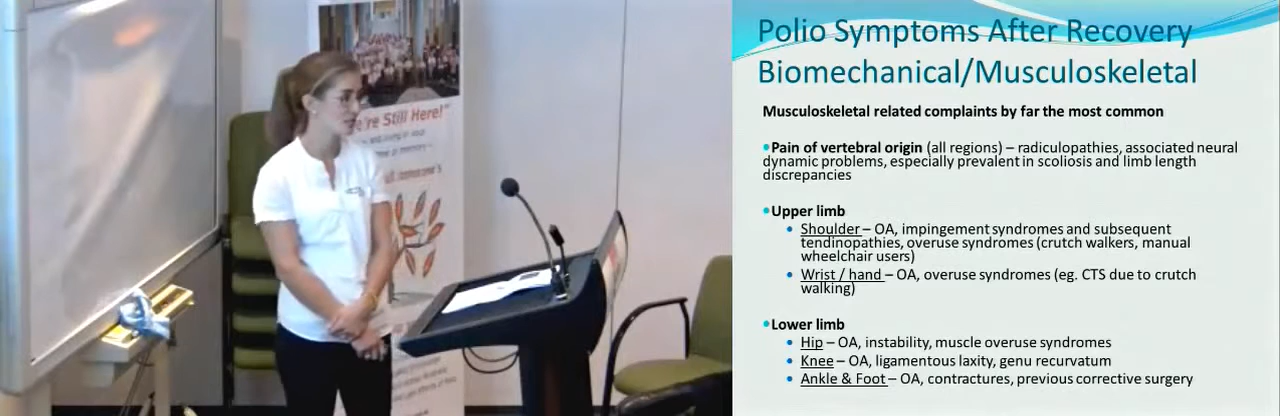 're Still Here!"
Polio Symptoms After Recovery
Biomechanical/Musculoskeletal
Musculoskeletal related complaints by far the most common
•Pain of vertebral origin (all regions) – radiculopathies, associated neural
dynamic problems, especially prevalent in scoliosis and limb length
discrepancies
•Upper limb
• Shoulder – OA, impingement syndromes and subsequent
tendinopathies, overuse syndromes (crutch walkers, manual
wheelchair users)
• Wrist / hand – OA, overuse syndromes (eg. CTS due to crutch
walking)
•Lower limb
• Hip – OA, instability, muscle overuse syndromes
• Knee – OA, ligamentous laxity, genu recurvatum
• Ankle & Foot – OA, contractures, previous corrective surgery